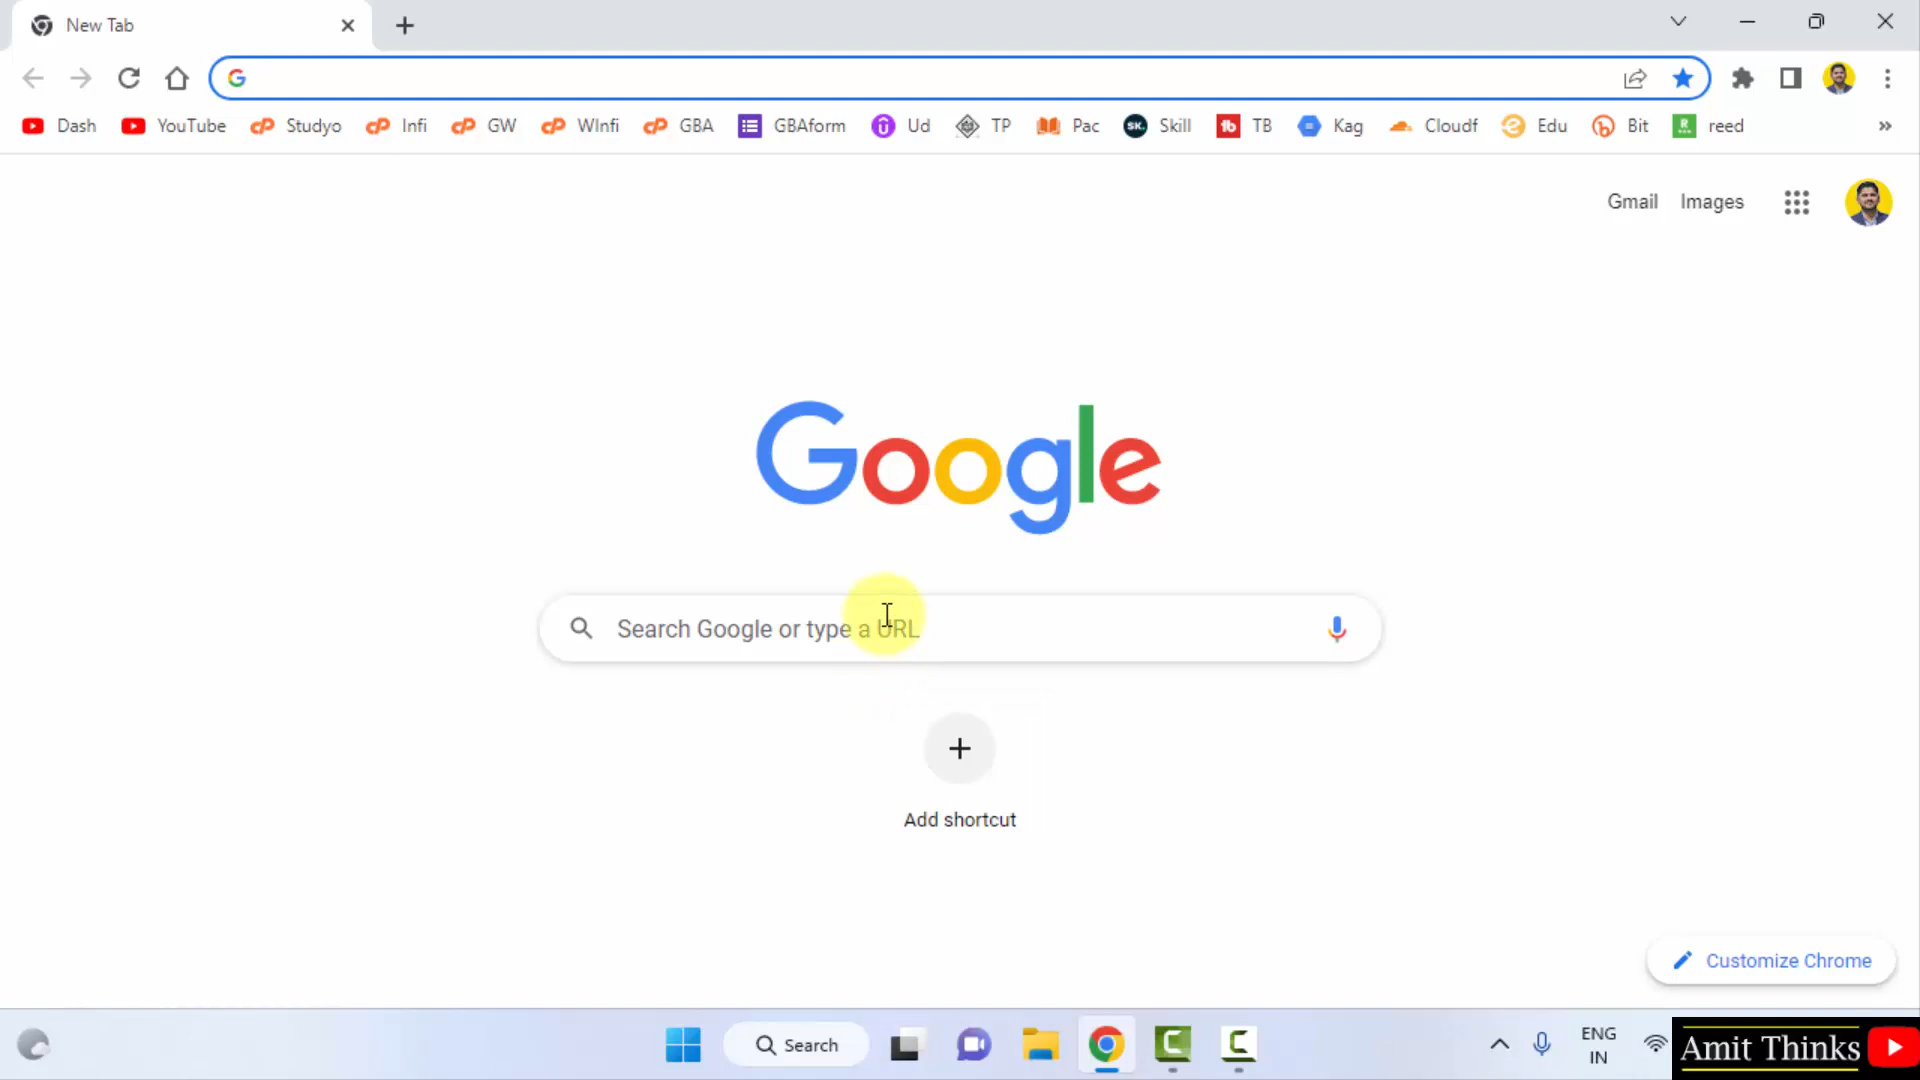 New Tab
Dash YouTube Studyo Infi GW WInfi GBA GBAform Ud TP Pac Skill TB Kag Cloudf Edu Bit reed
Gmail Images
Google
Search Google or type a URL
Add shortcut
Customize Chrome
Search
ENG
IN
Amit Thinks